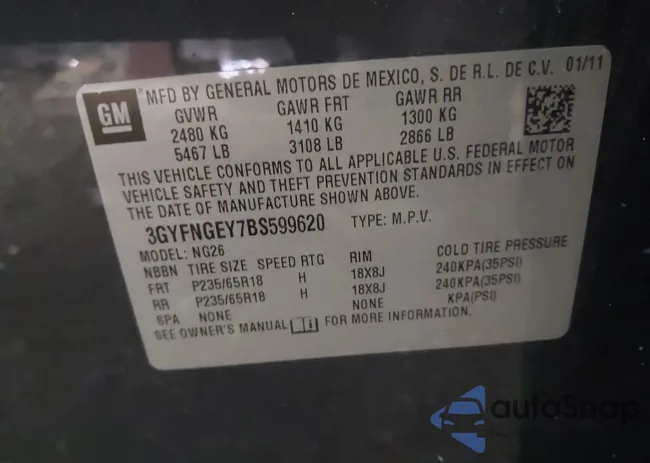 GM
MFD BY GENERAL MOTORS DE MEXICO, S. DE R.L. DE C.V. 01/11
GVWR GAWR FRT GAWR RR
2480 KG 1410 KG 1300 KG
5467 LB 3108 LB 2866 LB
THIS VEHICLE CONFORMS TO ALL APPLICABLE U.S. FEDERAL MOTOR
VEHICLE SAFETY AND THEFT PREVENTION STANDARDS IN EFFECT ON
THE DATE OF MANUFACTURE SHOWN ABOVE.
3GYFNGEY7BS599620 TYPE: M.P.V.
MODEL: NG26
NBBN TIRE SIZE SPEED RTG RIM COLD TIRE PRESSURE
FRT P235/65R18 H 18X8J 240KPA(35PSI)
RR P235/65R18 H 18X8J 240KPA(35PSI)
SPA NONE NONE KPA(PSI)
SEE OWNER'S MANUAL FOR MORE INFORMATION.
autoSnap